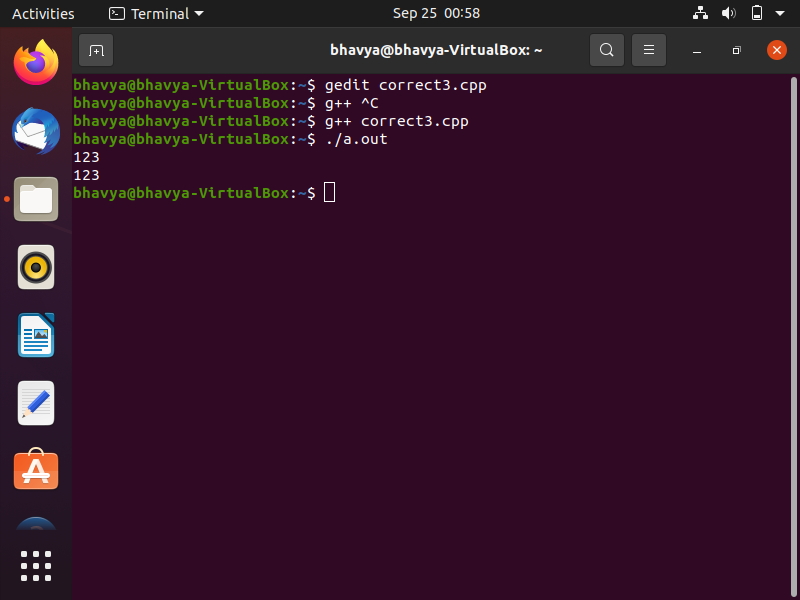 Activities Terminal Sep 25 00:58
bhavya@bhavya-VirtualBox: ~
bhavya@bhavya-VirtualBox:~$ gedit correct3.cpp
bhavya@bhavya-VirtualBox:~$ g++ ^C
bhavya@bhavya-VirtualBox:~$ g++ correct3.cpp
bhavya@bhavya-VirtualBox:~$ ./a.out
123
123
bhavya@bhavya-VirtualBox:~$